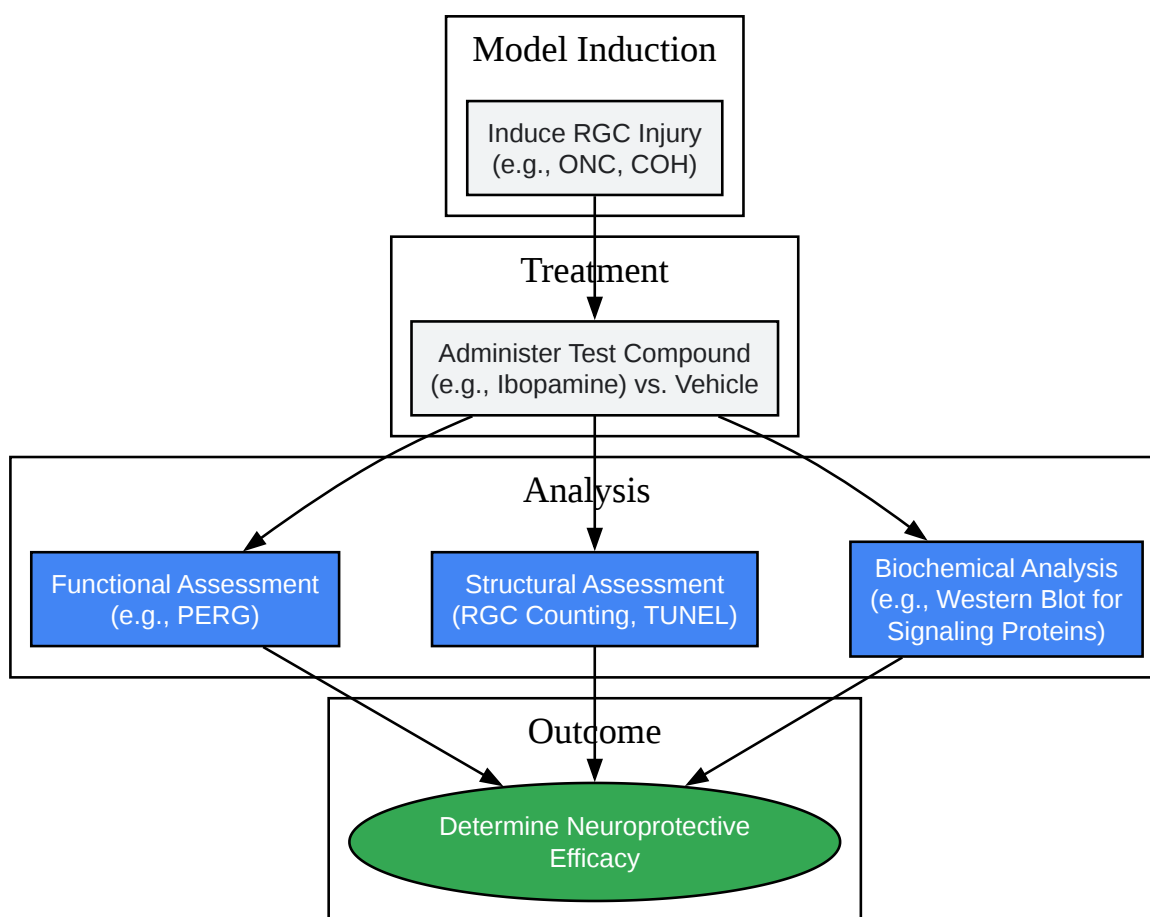 Model Induction
Induce RGC Injury
(e.g., ONC, COH)
Treatment
Administer Test Compound
(e.g., Ibopamine) vs. Vehicle
Analysis
Functional Assessment
(e.g., PERG)
Structural Assessment
(RGC Counting, TUNEL)
Biochemical Analysis
(e.g., Western Blot for
Signaling Proteins)
Outcome
Determine Neuroprotective
Efficacy